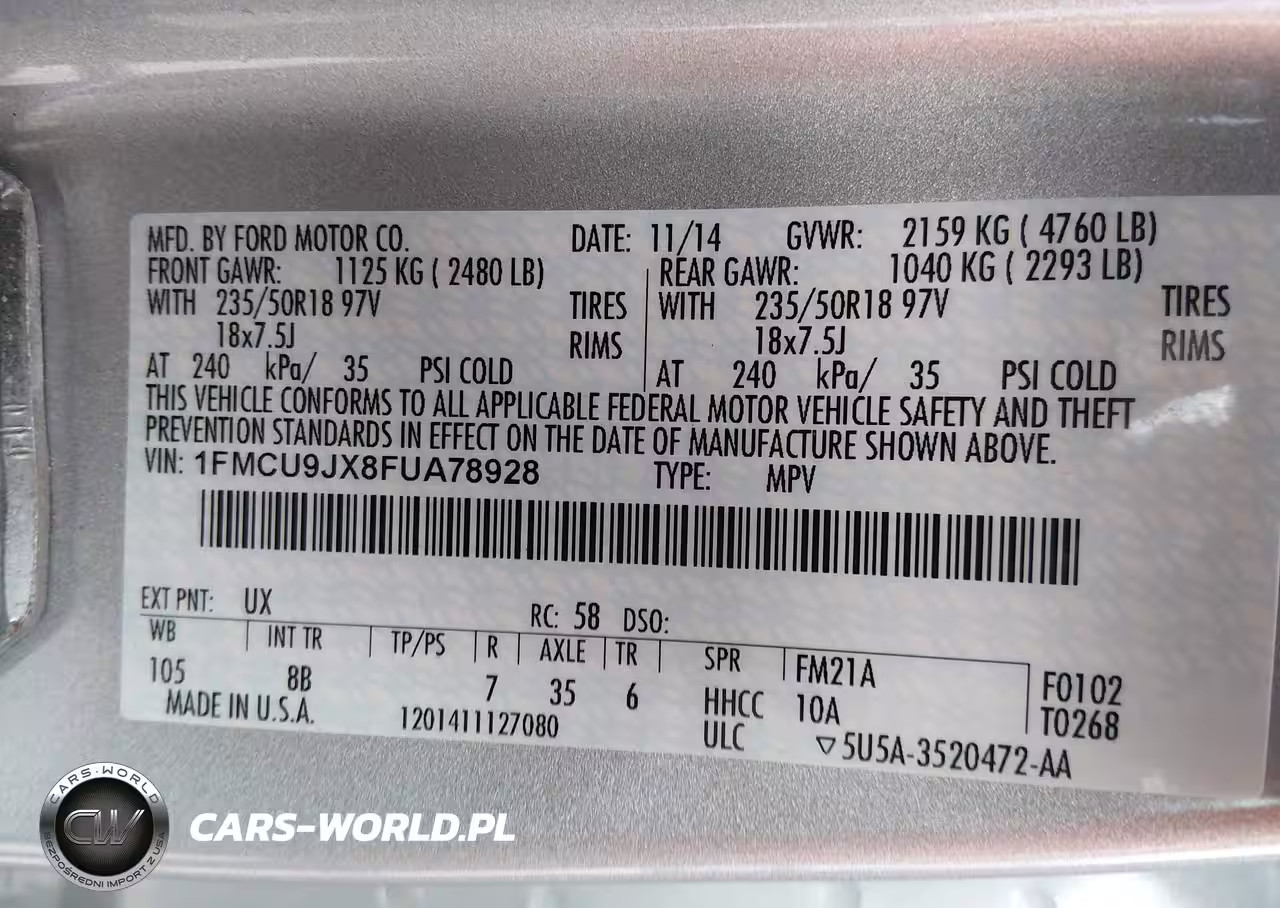 MFD. BY FORD MOTOR CO. DATE: 11/14 GVWR: 2159 KG ( 4760 LB)
FRONT GAWR: 1125 KG ( 2480 LB) REAR GAWR: 1040 KG ( 2293 LB)
WITH 235/50R18 97V TIRES WITH 235/50R18 97V TIRES
18x7.5J RIMS 18x7.5J RIMS
AT 240 kPa/ 35 PSI COLD AT 240 kPa/ 35 PSI COLD
THIS VEHICLE CONFORMS TO ALL APPLICABLE FEDERAL MOTOR VEHICLE SAFETY AND THEFT
PREVENTION STANDARDS IN EFFECT ON THE DATE OF MANUFACTURE SHOWN ABOVE.
VIN: 1FMCU9JX8FUA78928 TYPE: MPV
EXT PNT: UX RC: 58 DSO:
WB INT TR TP/PS R AXLE TR SPR FM21A F0102
105 8B 7 35 6 HHCC 10A T0268
MADE IN U.S.A. 1201411127080 ULC ▽5U5A-3520472-AA
CARS-WORLD
CW
BEZPOŚREDNI IMPORT Z USA
CARS-WORLD.PL